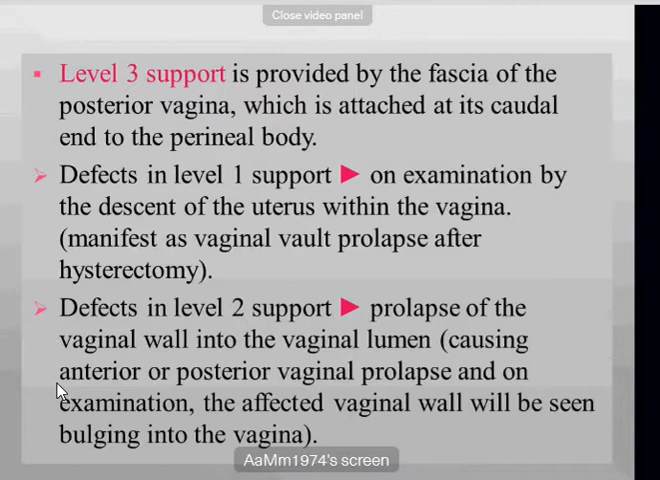 Close video panel
▪ Level 3 support is provided by the fascia of the
posterior vagina, which is attached at its caudal
end to the perineal body.
➢ Defects in level 1 support ► on examination by
the descent of the uterus within the vagina.
(manifest as vaginal vault prolapse after
hysterectomy).
➢ Defects in level 2 support ► prolapse of the
vaginal wall into the vaginal lumen (causing
anterior or posterior vaginal prolapse and on
examination, the affected vaginal wall will be seen
bulging into the vagina).
AaMm1974's screen